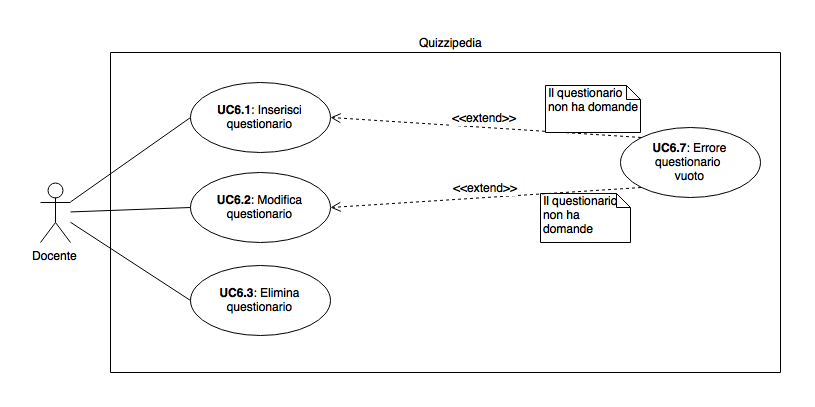 Quizzipedia
UC6.1: Inserisci
questionario
<<extend>>
Il questionario
non ha domande
UC6.7: Errore
questionario
vuoto
UC6.2: Modifica
questionario
<<extend>>
Il questionario
non ha
domande
Docente
UC6.3: Elimina
questionario